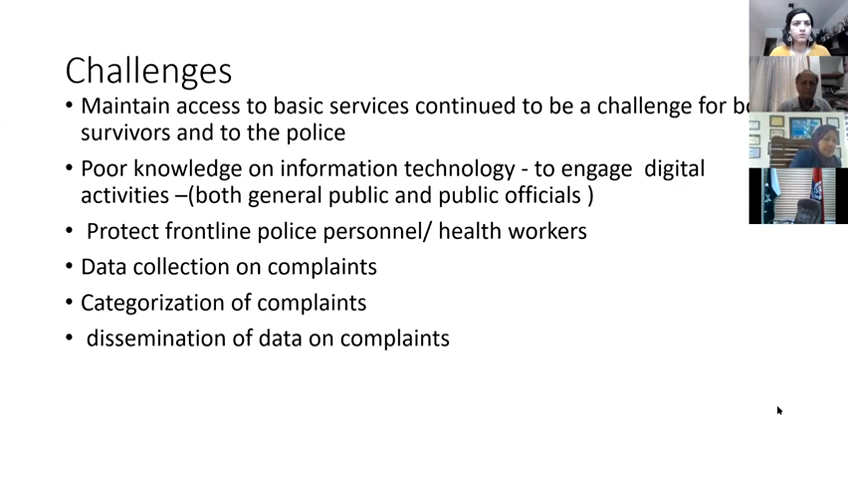 Challenges
• Maintain access to basic services continued to be a challenge for
survivors and to the police
• Poor knowledge on information technology - to engage  digital
activities –(both general public and public officials )
•  Protect frontline police personnel/ health workers
• Data collection on complaints
• Categorization of complaints
•  dissemination of data on complaints